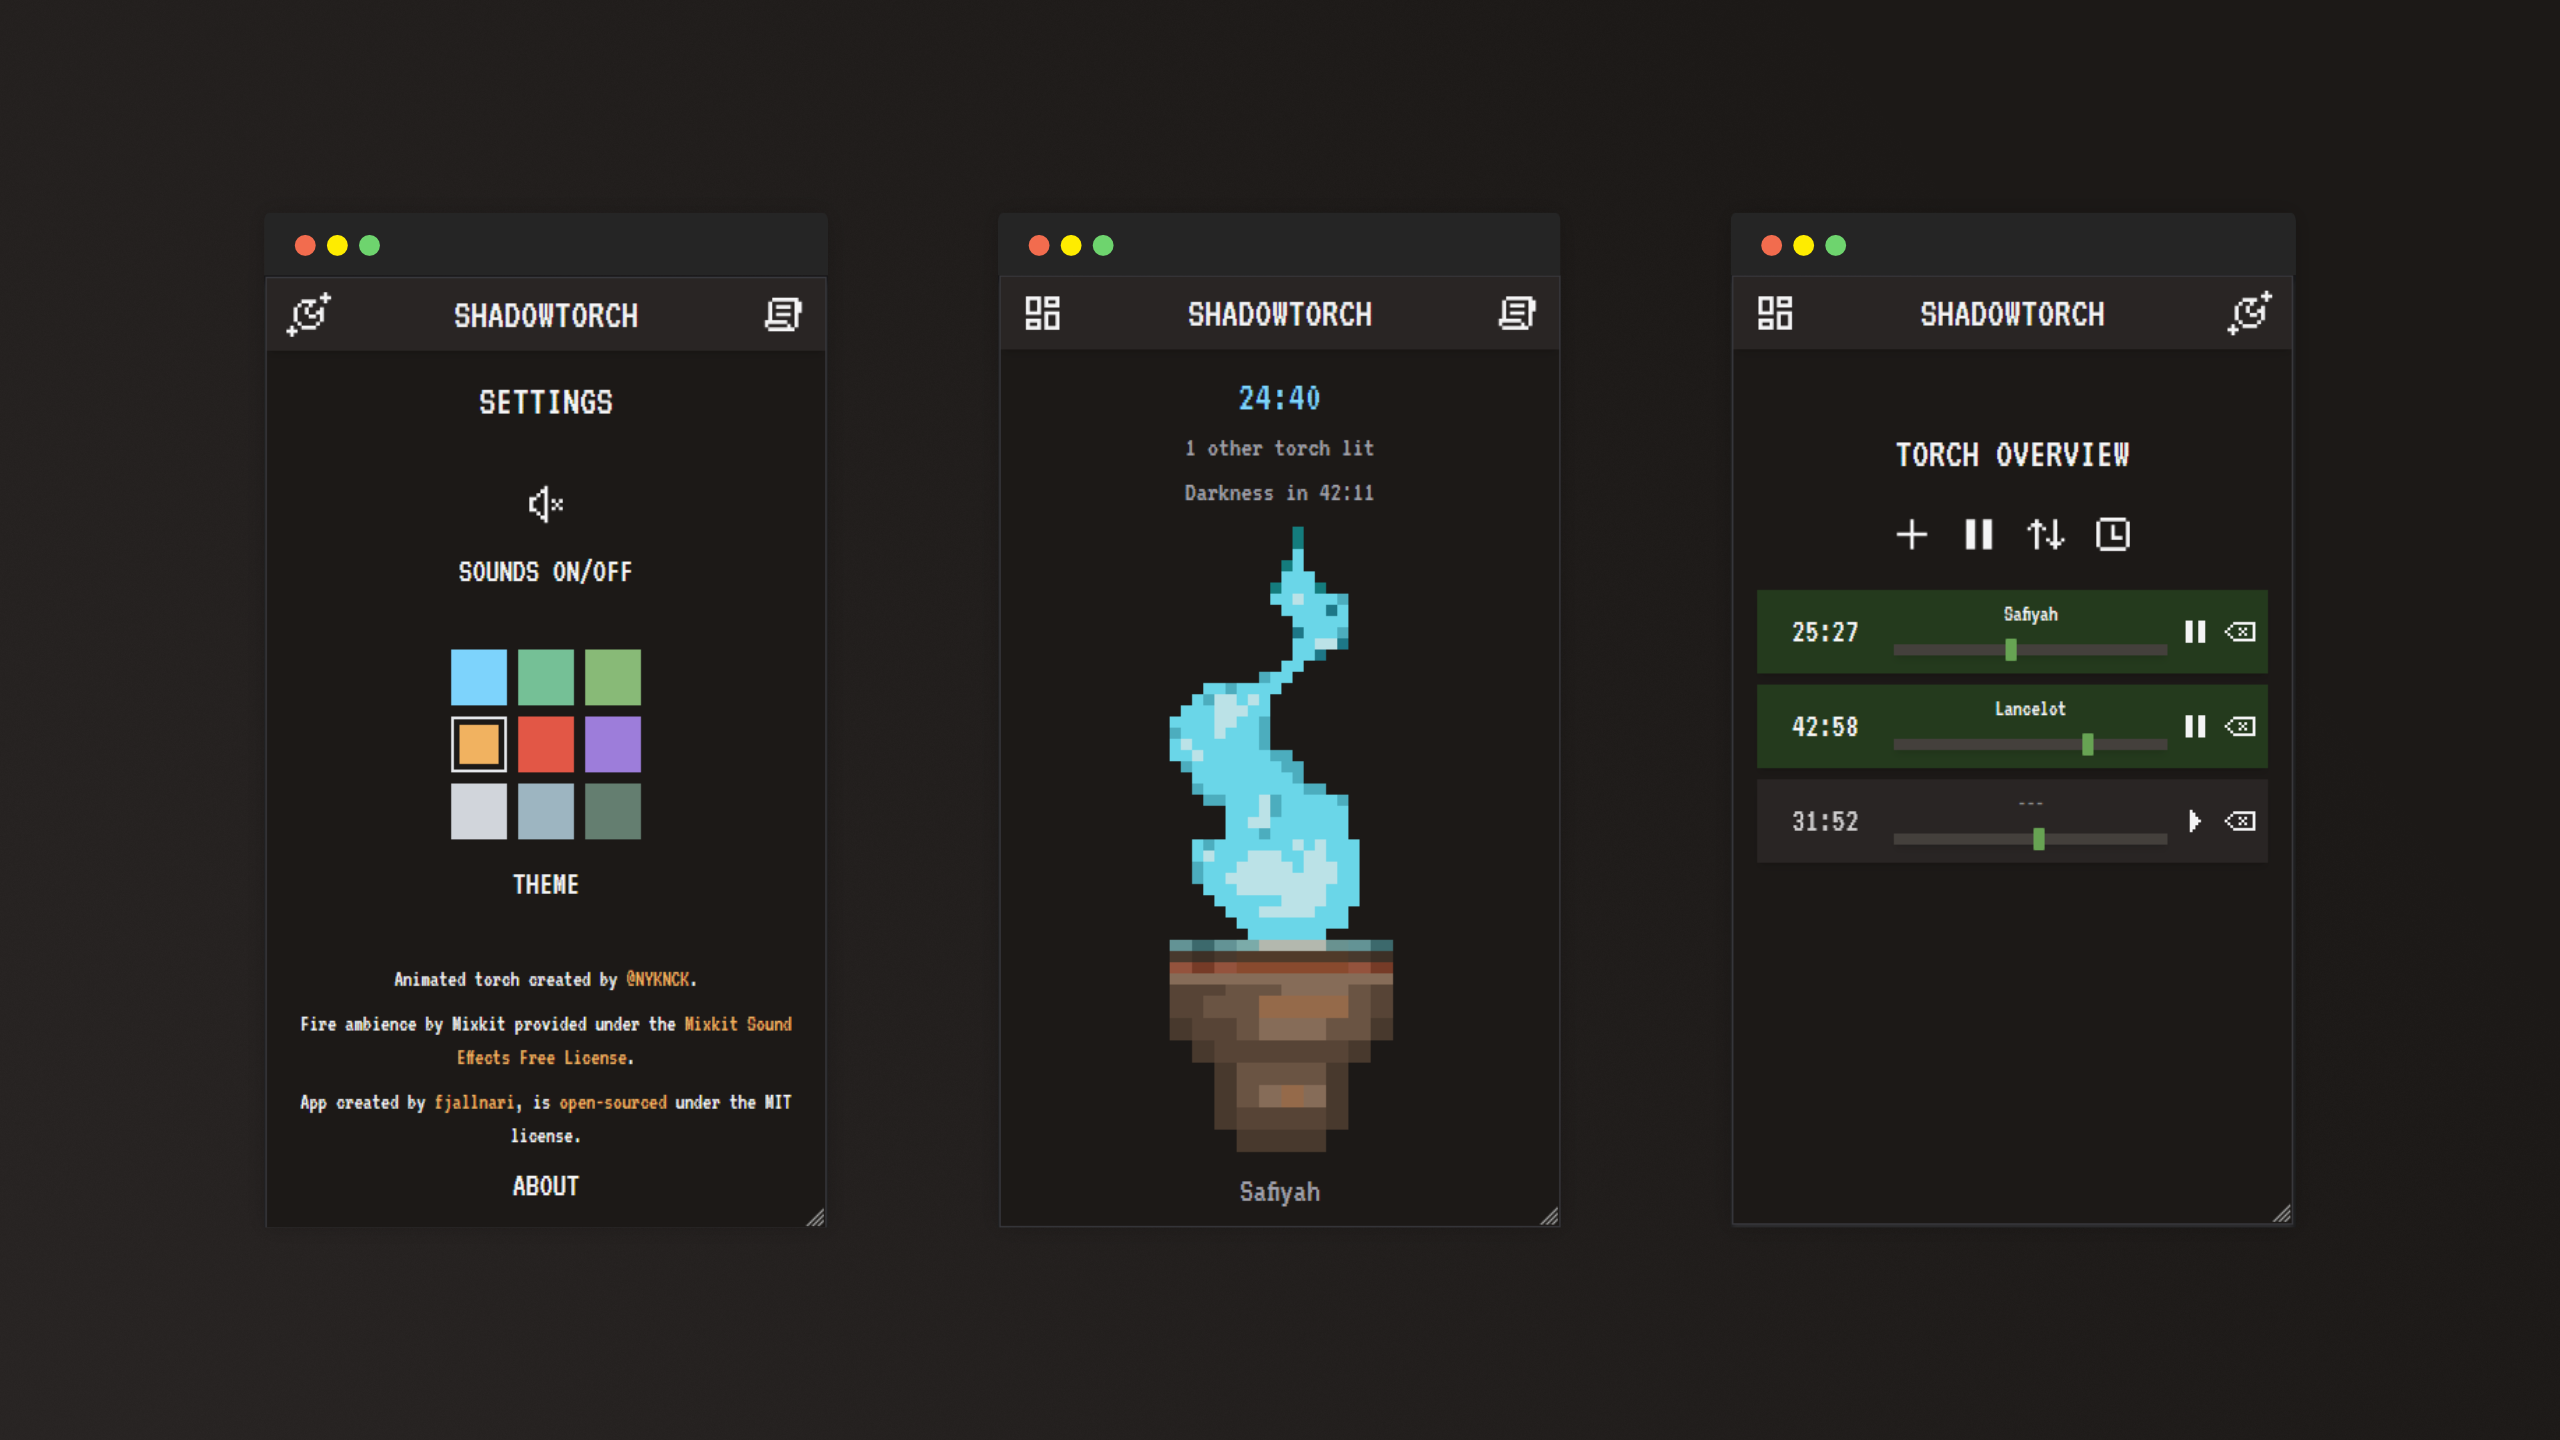 SHADOWTORCH
SETTINGS
SOUNDS ON/OFF
THEME
Animated torch created by @NYKNCK.
Fire ambience by Mixkit provided under the Mixkit Sound
Effects Free License.
App created by fjallnari, is open-sourced under the MIT
license.
ABOUT
SHADOWTORCH
24:40
1 other torch lit
Darkness in 42:11
Safiyah
SHADOWTORCH
TORCH OVERVIEW
Safiyah
25:27
Lancelot
42:58
---
31:52